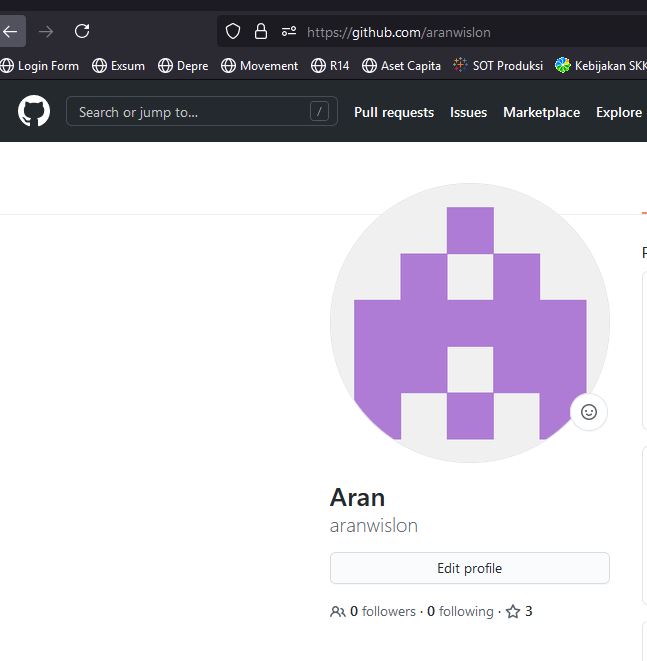 https://github.com/aranwislon
Login Form Exsum Depre Movement R14 Aset Capita SOT Produksi Kebijakan SKK
Search or jump to... / Pull requests Issues Marketplace Explore
Aran
aranwislon
Edit profile
0 followers · 0 following · 3